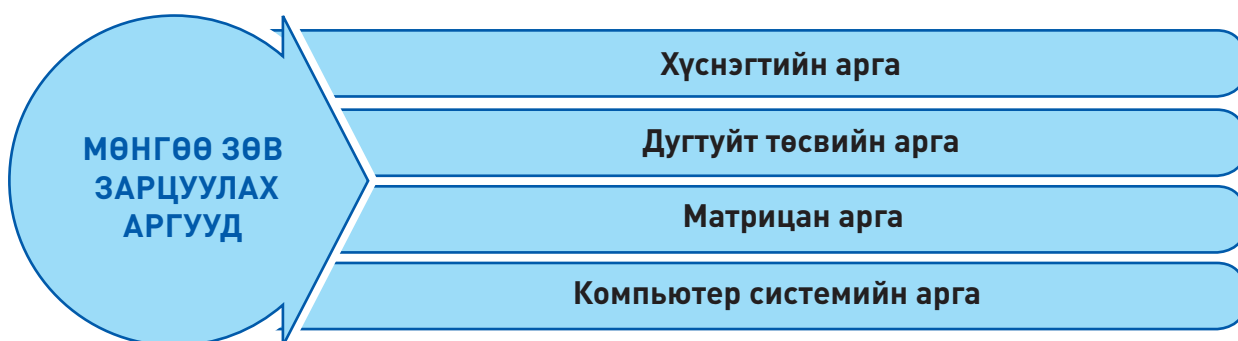 МӨНГӨӨ ЗӨВ
ЗАРЦУУЛАХ
АРГУУД
Хүснэгтийн арга
Дугтуйт төсвийн арга
Матрицан арга
Компьютер системийн арга